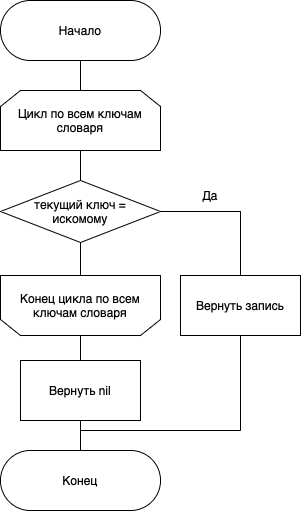 Начало
Цикл по всем ключам
словаря
текущий ключ =
искомому
Да
Конец цикла по всем
ключам словаря
Вернуть запись
Вернуть nil
Конец